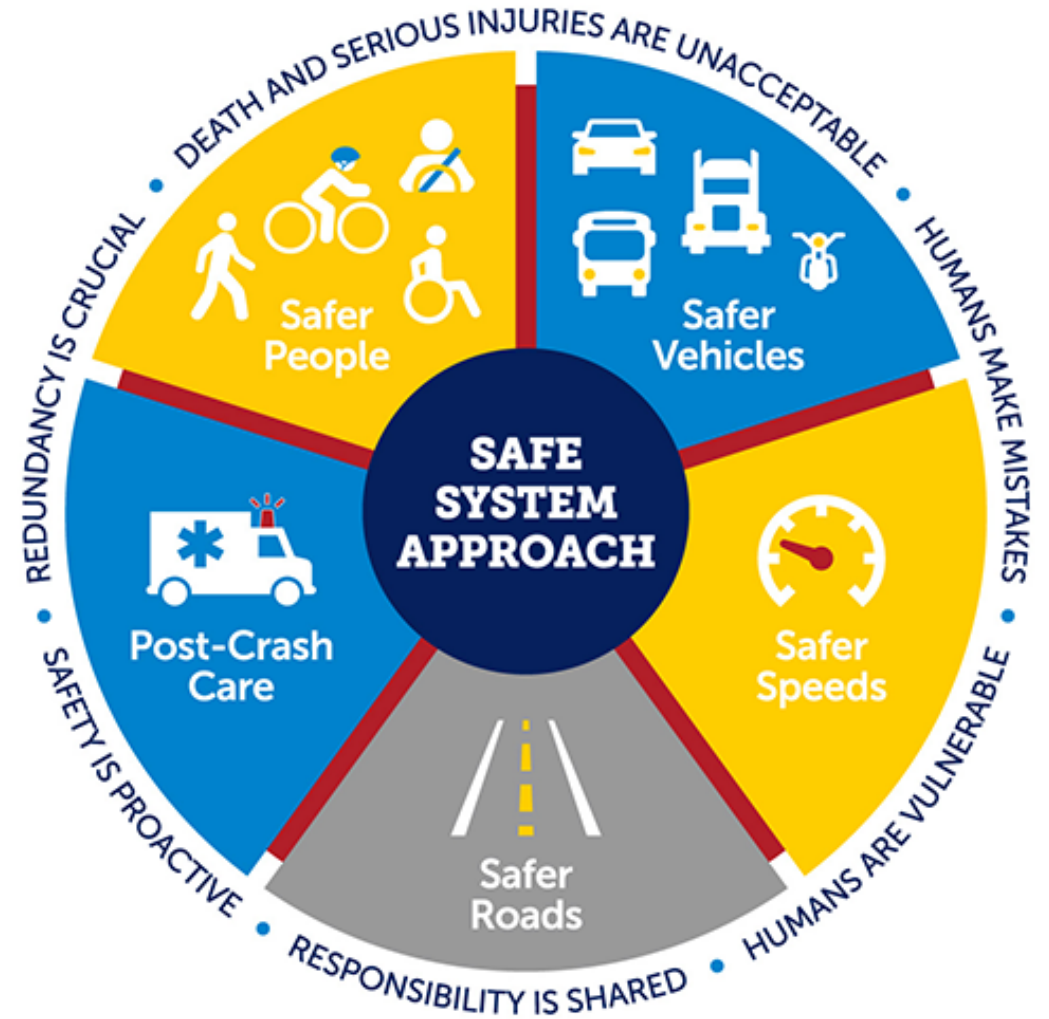 DEATH AND SERIOUS INJURIES ARE UNACCEPTABLE
HUMANS MAKE MISTAKES
HUMANS ARE VULNERABLE
RESPONSIBILITY IS SHARED
SAFETY IS PROACTIVE
REDUNDANCY IS CRUCIAL
Safer
People
Safer
Vehicles
SAFE
SYSTEM
APPROACH
Post-Crash
Care
Safer
Speeds
Safer
Roads